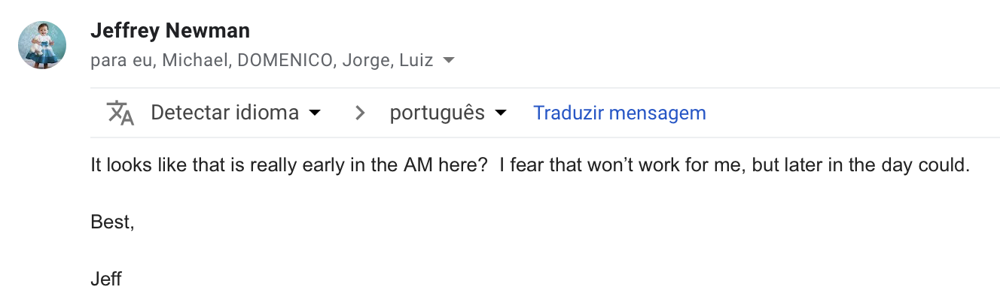 Jeffrey Newman
para eu, Michael, DOMENICO, Jorge, Luiz
Detectar idioma > português Traduzir mensagem
It looks like that is really early in the AM here?  I fear that won’t work for me, but later in the day could.
Best,
Jeff